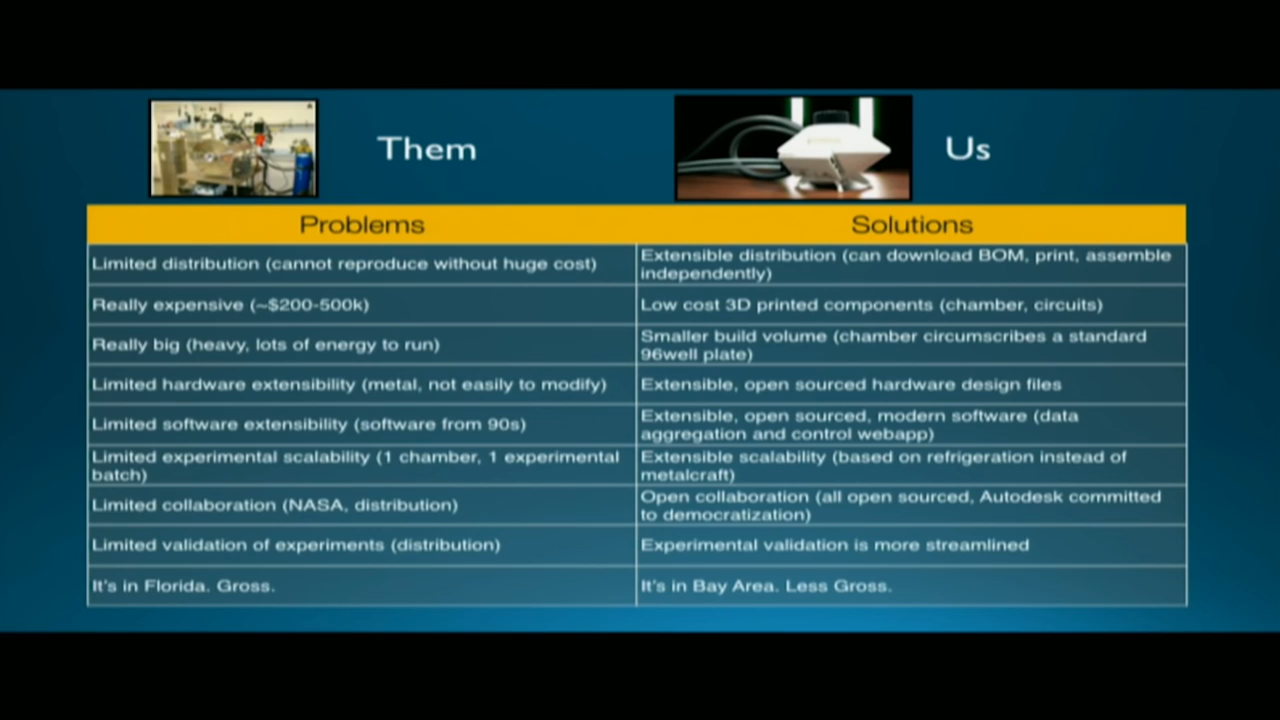 Them
Us
Problems
Solutions
Limited distribution (cannot reproduce without huge cost)
Extensible distribution (can download BOM, print, assemble
independently)
Really expensive (~$200-500k)
Low cost 3D printed components (chamber, circuits)
Really big (heavy, lots of energy to run)
Smaller build volume (chamber circumscribes a standard
96well plate)
Limited hardware extensibility (metal, not easily to modify)
Extensible, open sourced hardware design files
Limited software extensibility (software from 90s)
Extensible, open sourced, modern software (data
aggregation and control webapp)
Limited experimental scalability (1 chamber, 1 experimental
batch)
Extensible scalability (based on refrigeration instead of
metalcraft)
Limited collaboration (NASA, distribution)
Open collaboration (all open sourced, Autodesk committed
to democratization)
Limited validation of experiments (distribution)
Experimental validation is more streamlined
It's in Florida. Gross.
It's in Bay Area. Less Gross.